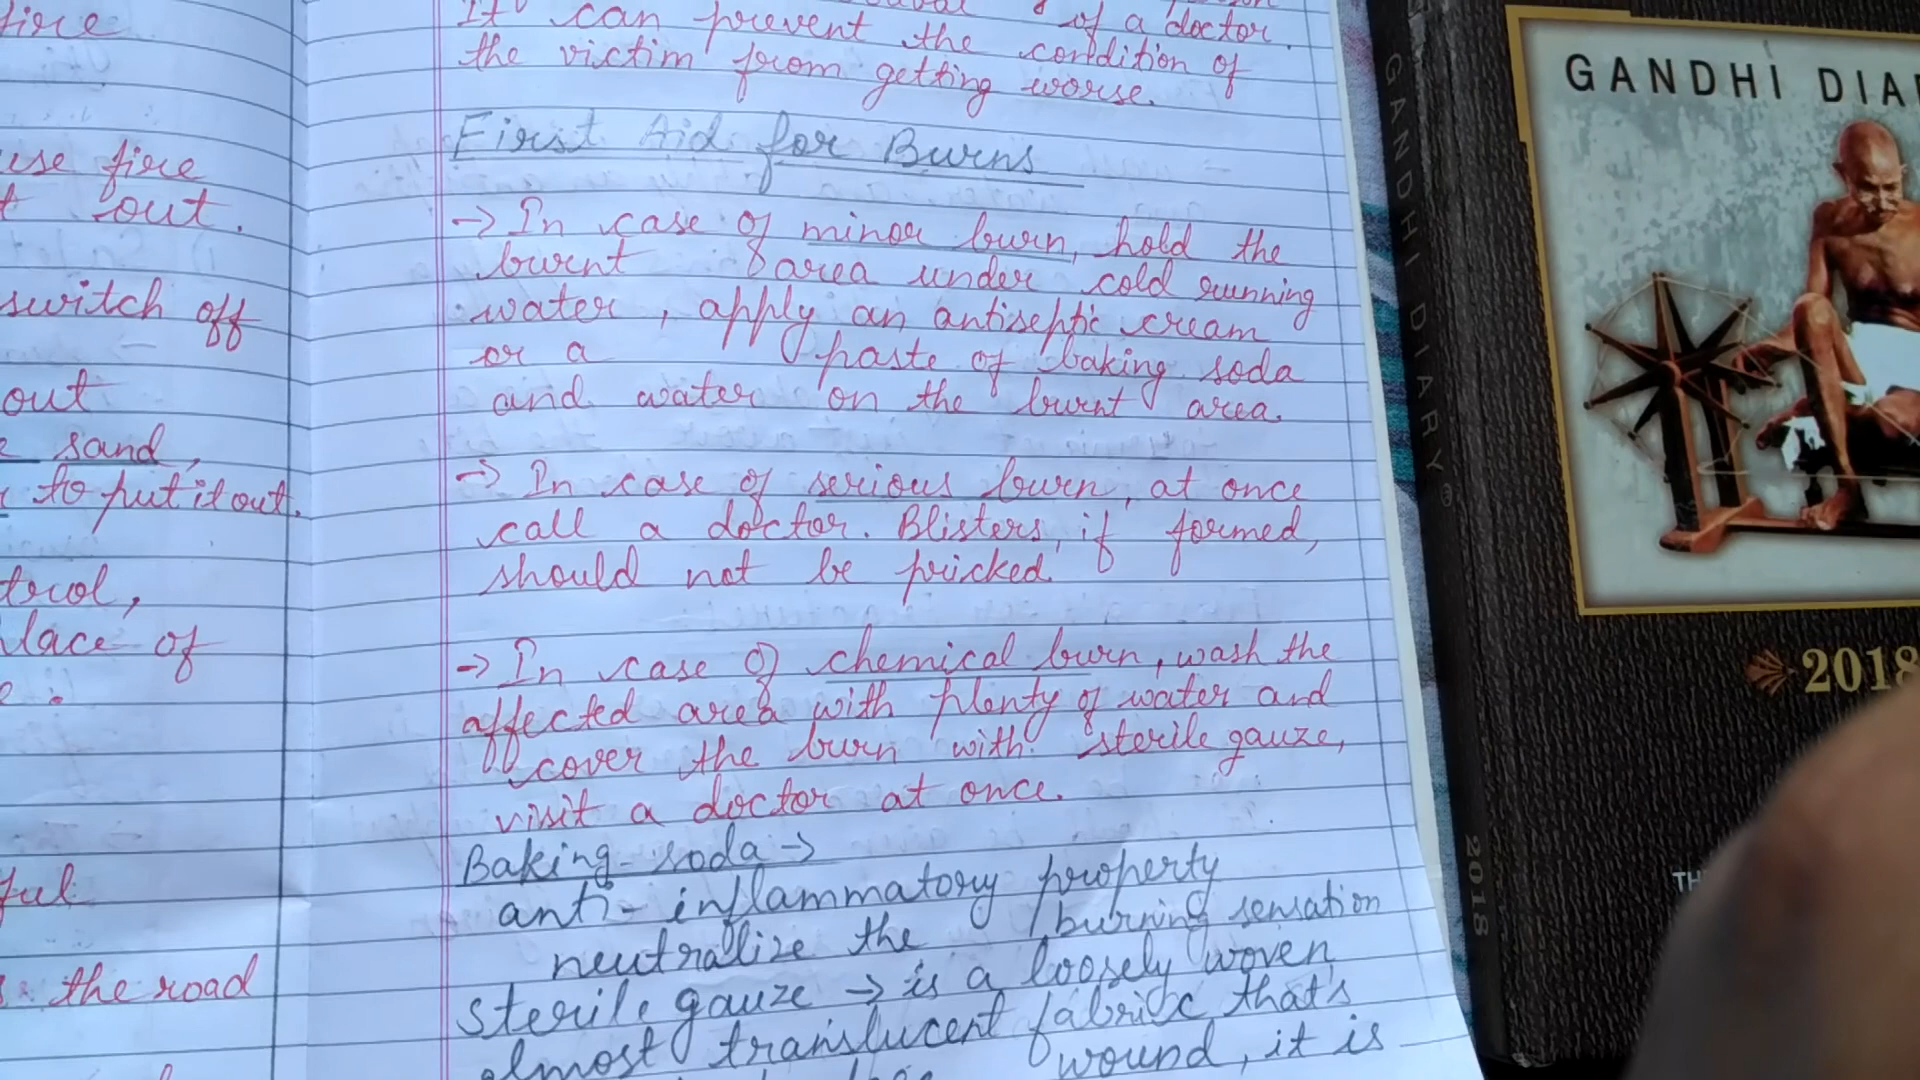 fire
use fire
t out.
switch off
out
e sand,
to put it out.
trol,
lace of
e.
ful
the road
It can prevent the condition of a doctor.
the victim from getting worse.
First Aid for Burns
→ In case of minor burn, hold the
burnt area under cold running
water, apply an antiseptic cream
or a paste of baking soda
and water on the burnt area.
→ In case of serious burn, at once
call a doctor. Blisters, if formed,
should not be pricked.
→ In case of chemical burn, wash the
affected area with plenty of water and
cover the burn with sterile gauze,
visit a doctor at once.
Baking-soda →
anti-inflammatory property
neutralize the burning sensation
sterile gauze → is a loosely woven,
almost translucent fabric that's
wound, it is
GANDHI DIA
2018
TH
GANDHI DIARY®
2018